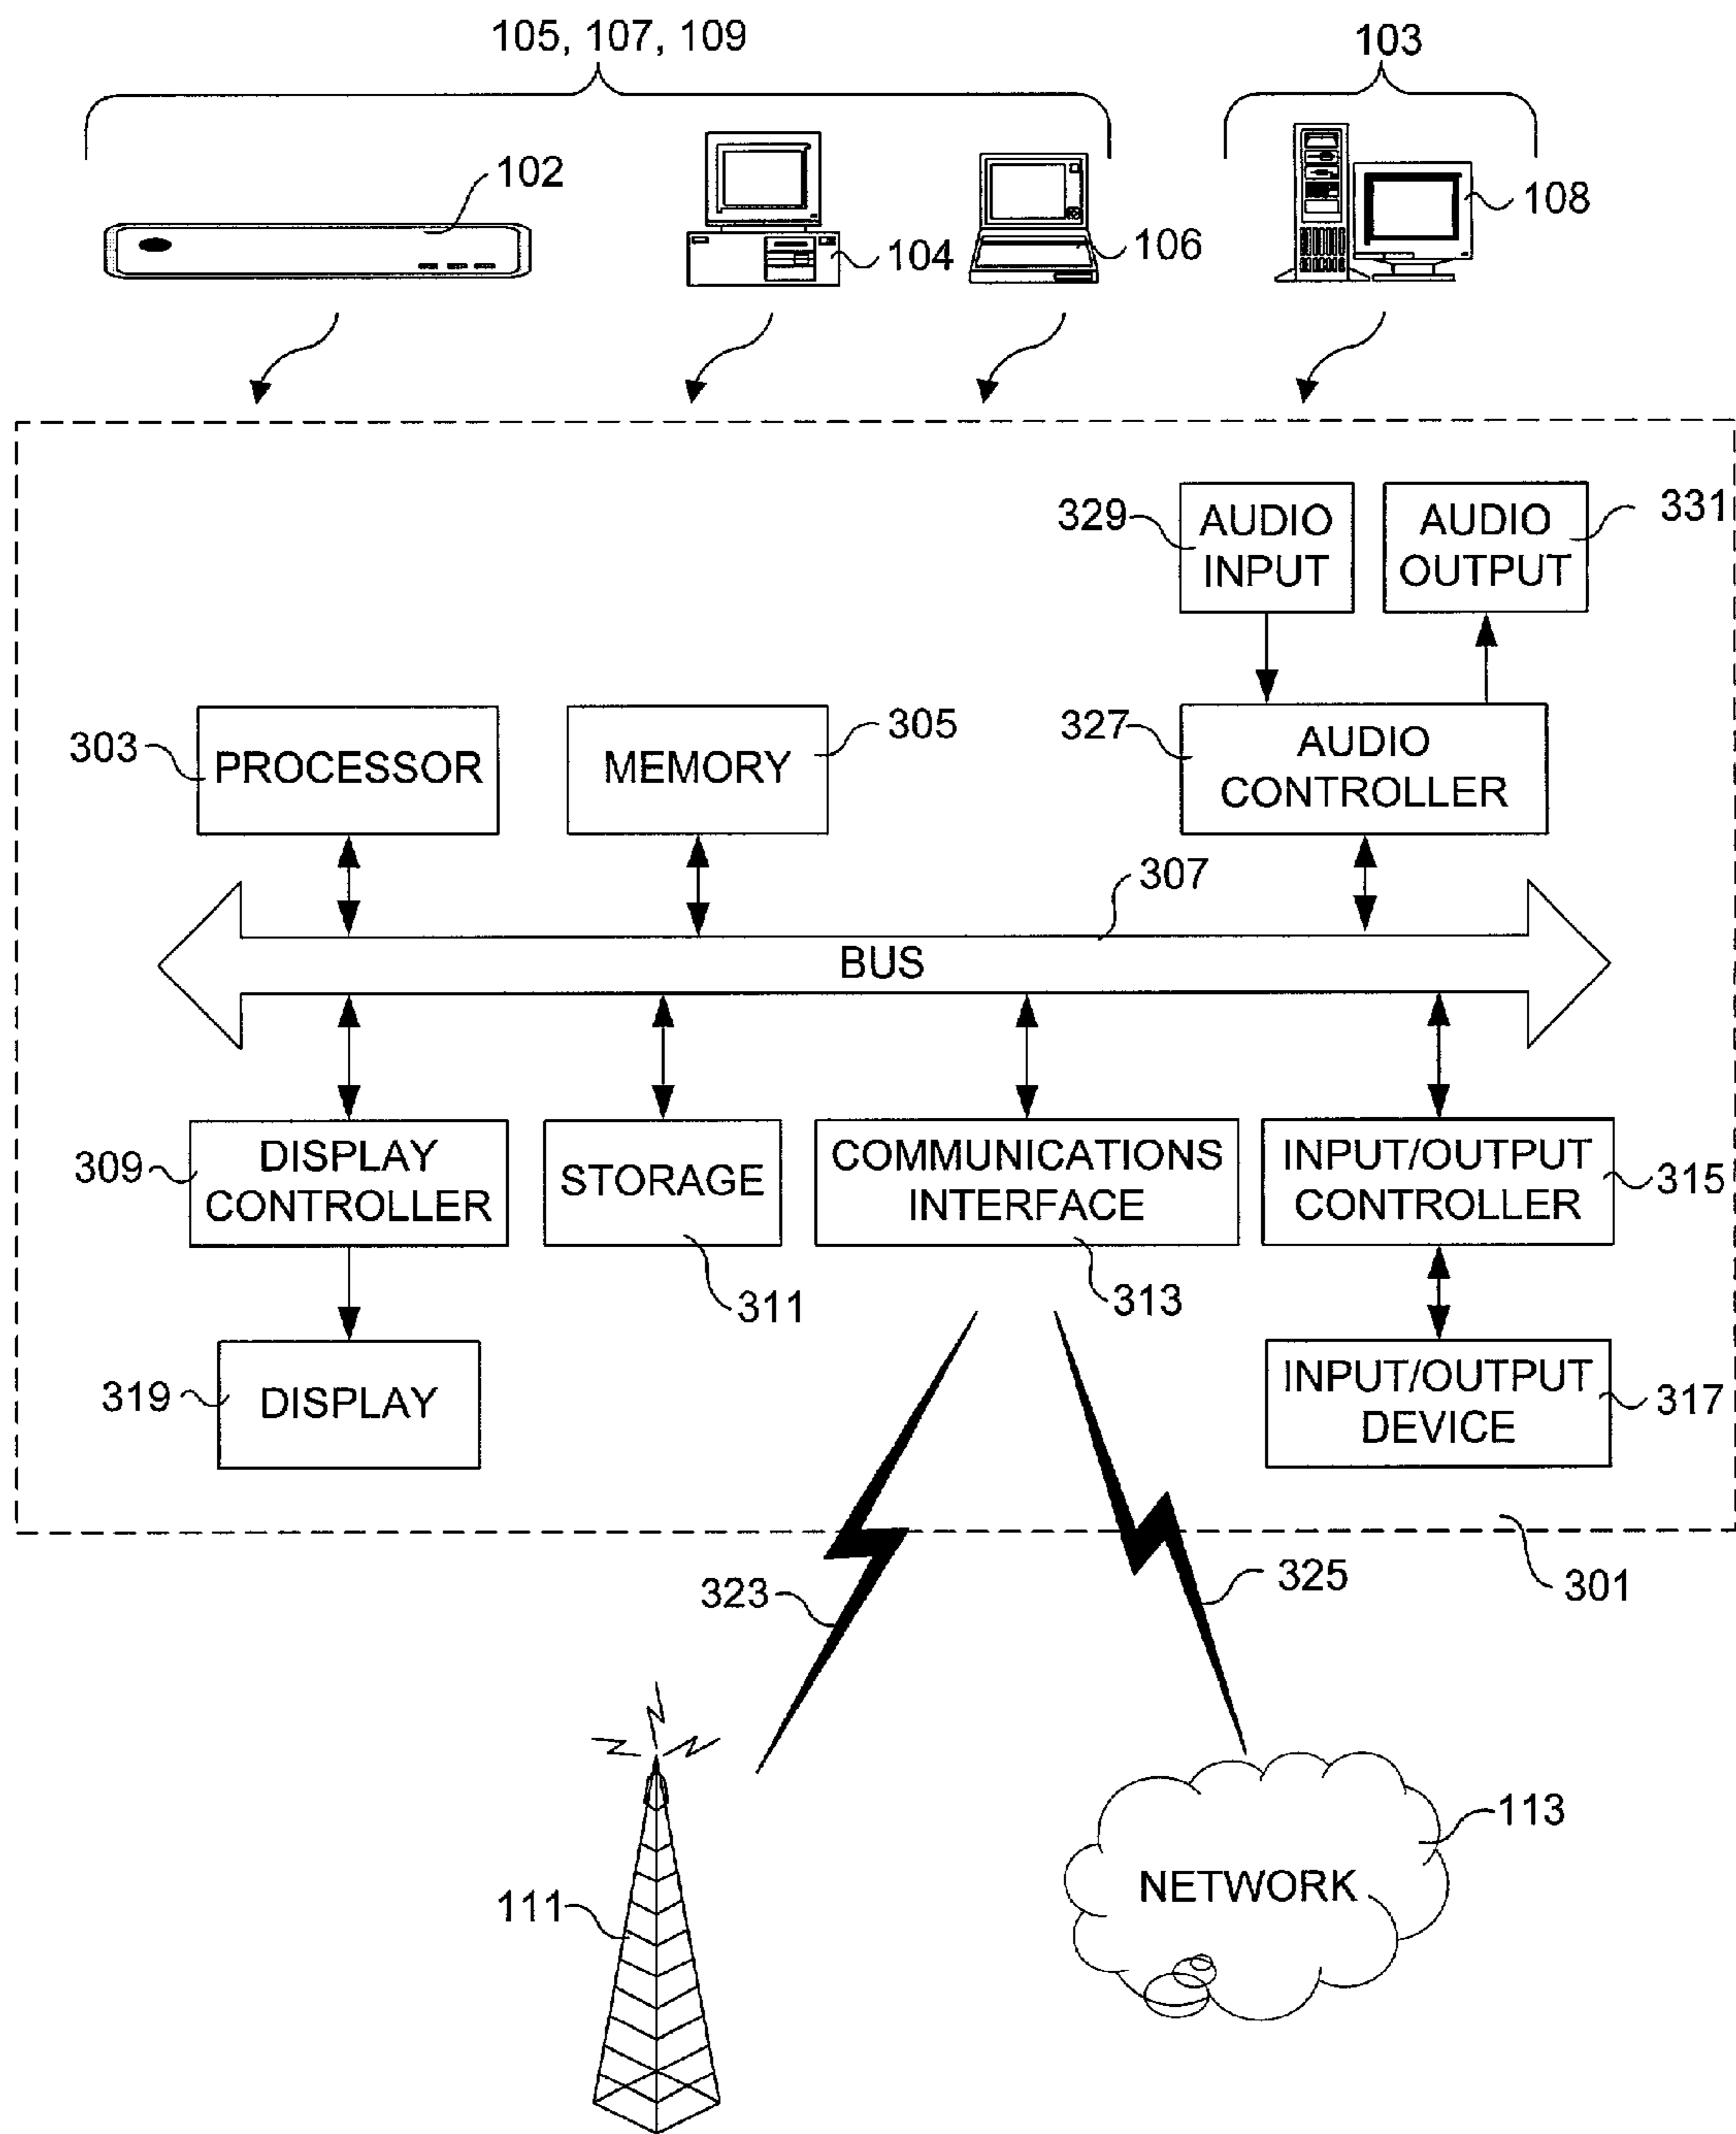 105, 107, 109
103
102
104
106
108
329
AUDIO
INPUT
AUDIO
OUTPUT
331
303
PROCESSOR
MEMORY
305
327
AUDIO
CONTROLLER
307
BUS
309
DISPLAY
CONTROLLER
STORAGE
311
COMMUNICATIONS
INTERFACE
313
INPUT/OUTPUT
CONTROLLER
315
319
DISPLAY
INPUT/OUTPUT
DEVICE
317
323
325
301
111
NETWORK
113